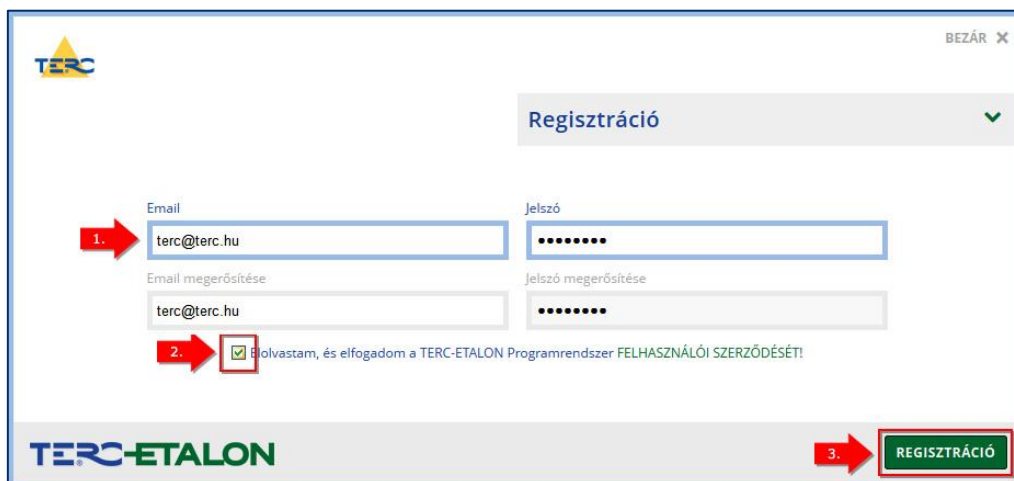 BEZÁR X
TERC
Regisztráció
Email
Jelszó
1.
terc@terc.hu
••••••••
Email megerősítése
Jelszó megerősítése
terc@terc.hu
••••••••
2.
Elolvastam, és elfogadom a TERC-ETALON Programrendszer FELHASZNÁLÓI SZERZŐDÉSÉT!
TERC-ETALON
3.
REGISZTRÁCIÓ